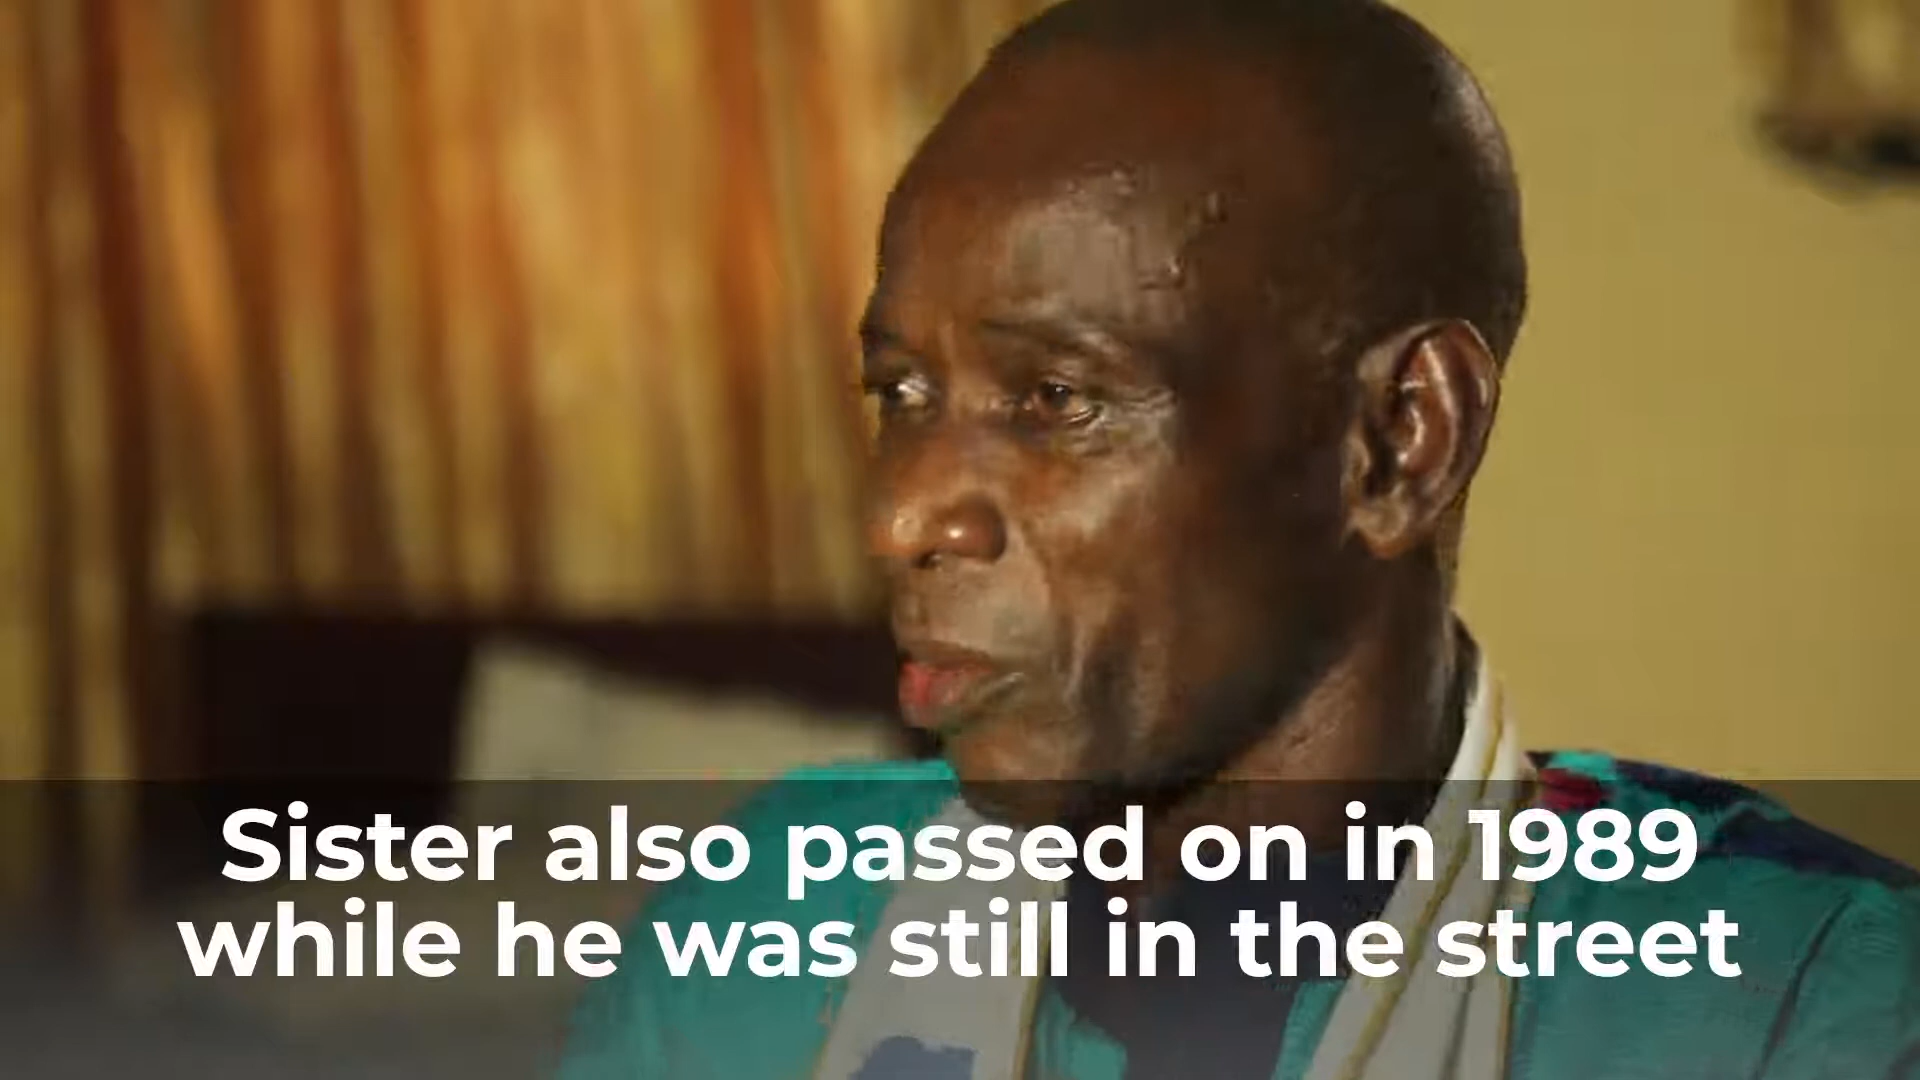 Sister also passed on in 1989
while he was still in the street